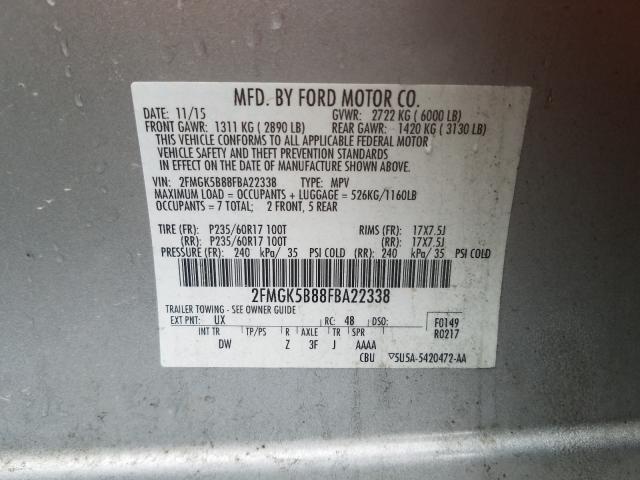 MFD. BY FORD MOTOR CO.
DATE: 11/15 GVWR: 2722 KG ( 6000 LB)
FRONT GAWR: 1311 KG ( 2890 LB) REAR GAWR: 1420 KG ( 3130 LB)
THIS VEHICLE CONFORMS TO ALL APPLICABLE FEDERAL MOTOR
VEHICLE SAFETY AND THEFT PREVENTION STANDARDS
IN EFFECT ON THE DATE OF MANUFACTURE SHOWN ABOVE.
VIN: 2FMGK5B88FBA22338 TYPE: MPV
MAXIMUM LOAD = OCCUPANTS + LUGGAGE = 526KG/1160LB
OCCUPANTS = 7 TOTAL; 2 FRONT, 5 REAR
TIRE (FR): P235/60R17 100T RIMS (FR): 17X7.5J
(RR): P235/60R17 100T (RR): 17X7.5J
PRESSURE (FR): 240 kPa/ 35 PSI COLD (RR): 240 kPa/ 35 PSI COLD
2FMGK5B88FBA22338
TRAILER TOWING - SEE OWNER GUIDE
EXT PNT: UX RC: 48 DSO: F0149
INT TR TP/PS R AXLE TR SPR R0217
DW Z 3F J AAAA
CBU ▽5U5A-5420472-AA